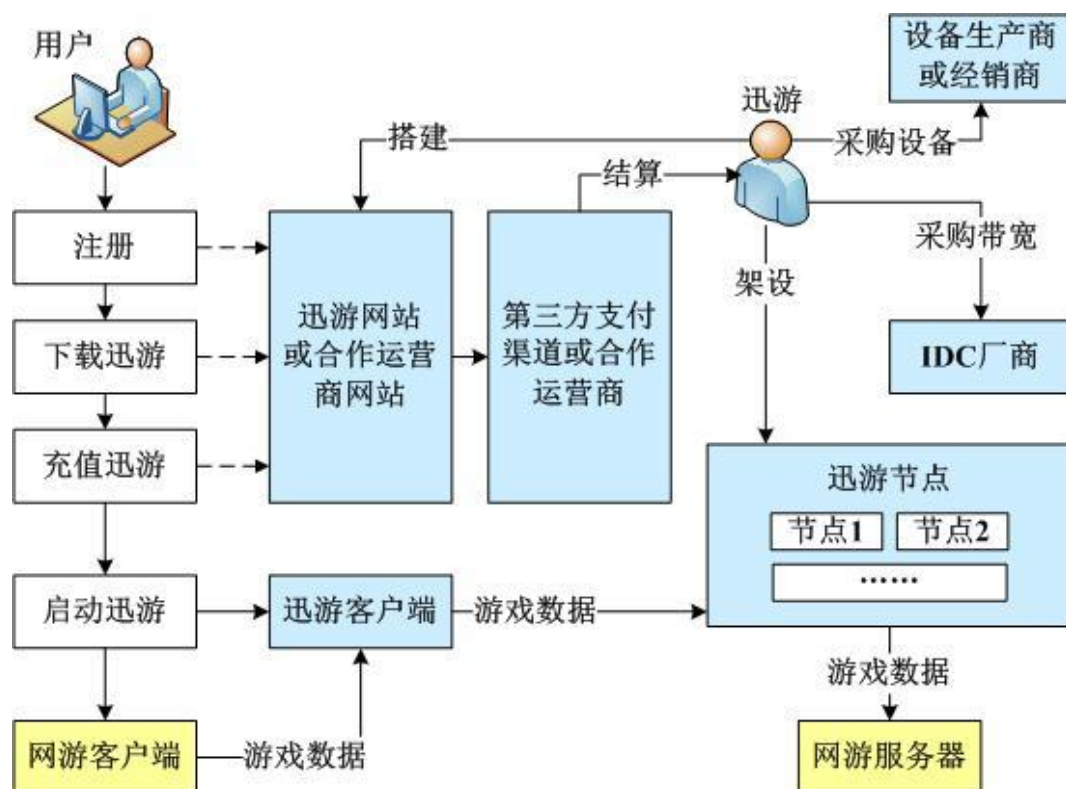 用户
设备生产商
或经销商
迅游
搭建
采购设备
结算
注册
采购带宽
架设
迅游网站
或合作运营
商网站
第三方支付
渠道或合作
运营商
下载迅游
IDC厂商
充值迅游
迅游节点
节点1
节点2
……
启动迅游
迅游客户端
游戏数据
游戏数据
网游客户端
游戏数据
网游服务器